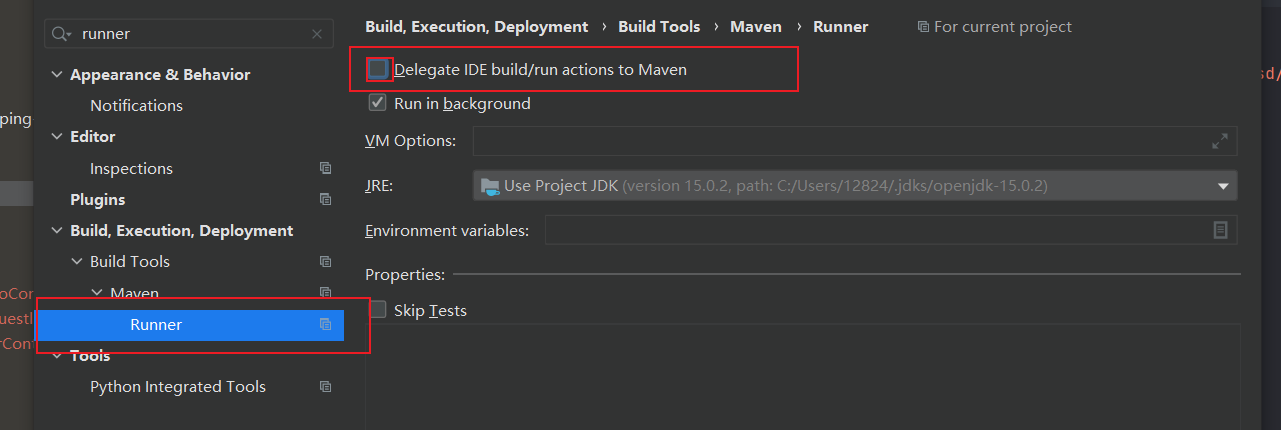 runner
Appearance & Behavior
Notifications
Editor
Inspections
Plugins
Build, Execution, Deployment
Build Tools
Maven
Runner
Tools
Python Integrated Tools
Build, Execution, Deployment › Build Tools › Maven › Runner For current project
Delegate IDE build/run actions to Maven
Run in background
VM Options:
JRE: Use Project JDK (version 15.0.2, path: C:/Users/12824/.jdks/openjdk-15.0.2)
Environment variables:
Properties:
Skip Tests
ping
oCon
uestl
rCont
sd/